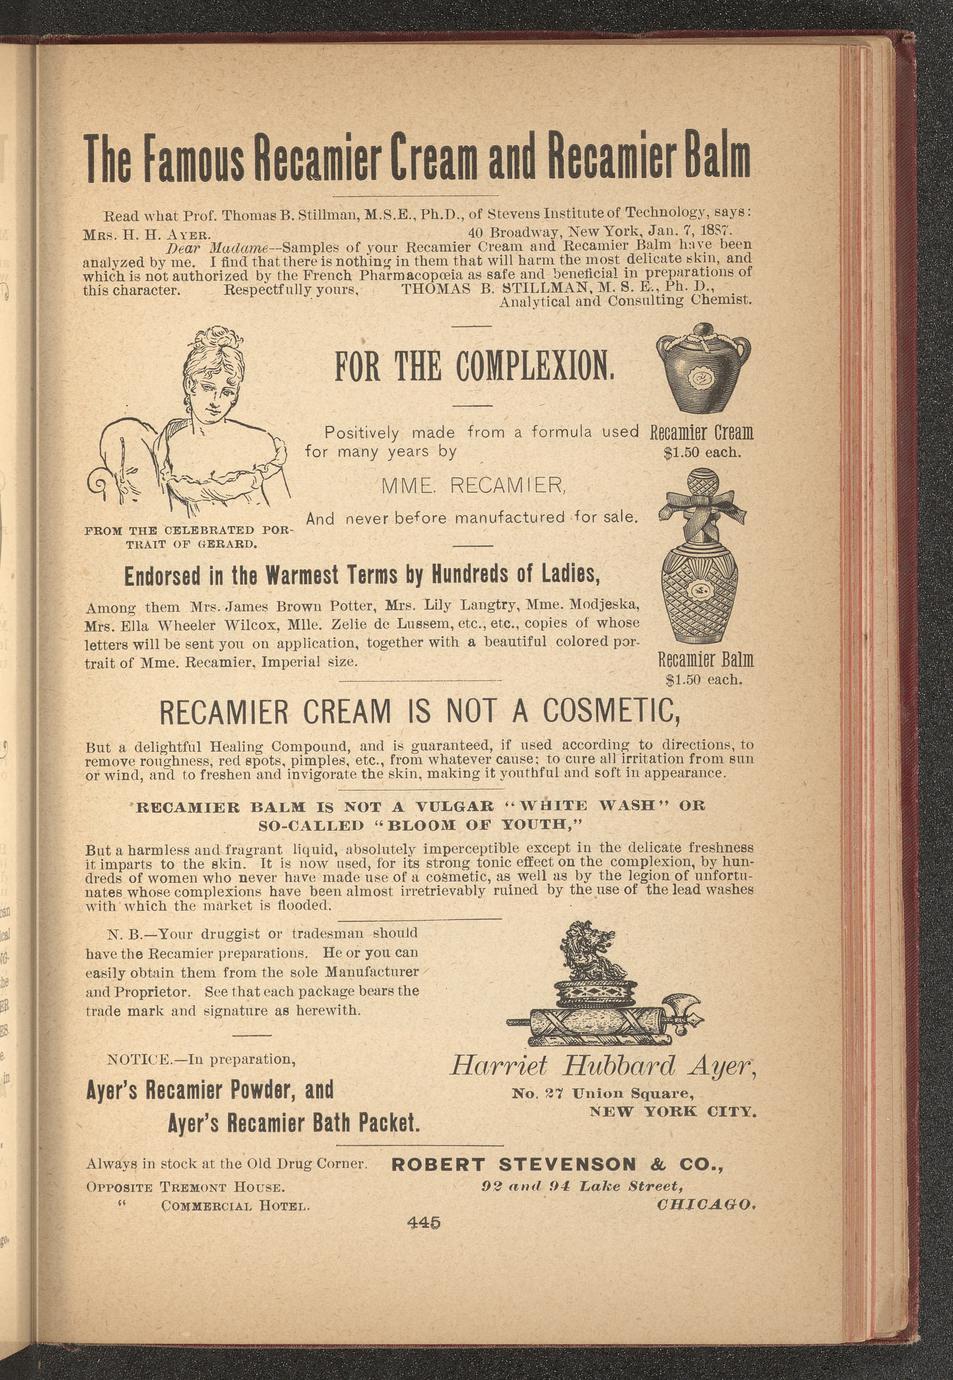 The Famous Recamier Cream and Recamier Balm
Read what Prof. Thomas B. Stillman, M.S.E., Ph.D., of Stevens Institute of Technology, says:
MRS. H. H. AYER. 40 Broadway, New York, Jan. 7, 1887.
Dear Madame--Samples of your Recamier Cream and Recamier Balm have been
analyzed by me. I find that there is nothing in them that will harm the most delicate skin, and
which is not authorized by the French Pharmacopœia as safe and beneficial in preparations of
this character. Respectfully yours, THOMAS B. STILLMAN, M. S. E., Ph. D.,
Analytical and Consulting Chemist.
FOR THE COMPLEXION.
Positively made from a formula used
for many years by
MME. RECAMIER,
And never before manufactured for sale.
FROM THE CELEBRATED POR-
TRAIT OF GERARD.
Recamier Cream
$1.50 each.
Endorsed in the Warmest Terms by Hundreds of Ladies,
Among them Mrs. James Brown Potter, Mrs. Lily Langtry, Mme. Modjeska,
Mrs. Ella Wheeler Wilcox, Mlle. Zelie de Lussem, etc., etc., copies of whose
letters will be sent you on application, together with a beautiful colored por-
trait of Mme. Recamier, Imperial size.
Recamier Balm
$1.50 each.
RECAMIER CREAM IS NOT A COSMETIC,
But a delightful Healing Compound, and is guaranteed, if used according to directions, to
remove roughness, red spots, pimples, etc., from whatever cause; to cure all irritation from sun
or wind, and to freshen and invigorate the skin, making it youthful and soft in appearance.
RECAMIER BALM IS NOT A VULGAR “WHITE WASH” OR
SO-CALLED “BLOOM OF YOUTH,”
But a harmless and fragrant liquid, absolutely imperceptible except in the delicate freshness
it imparts to the skin. It is now used, for its strong tonic effect on the complexion, by hun-
dreds of women who never have made use of a cosmetic, as well as by the legion of unfortu-
nates whose complexions have been almost irretrievably ruined by the use of the lead washes
with which the market is flooded.
N. B.—Your druggist or tradesman should
have the Recamier preparations. He or you can
easily obtain them from the sole Manufacturer
and Proprietor. See that each package bears the
trade mark and signature as herewith.
NOTICE.—In preparation,
Ayer's Recamier Powder, and
Ayer's Recamier Bath Packet.
Harriet Hubbard Ayer,
No. 27 Union Square,
NEW YORK CITY.
Always in stock at the Old Drug Corner. ROBERT STEVENSON & CO.,
OPPOSITE TREMONT HOUSE. 92 and 94 Lake Street,
“ COMMERCIAL HOTEL. CHICAGO.
445